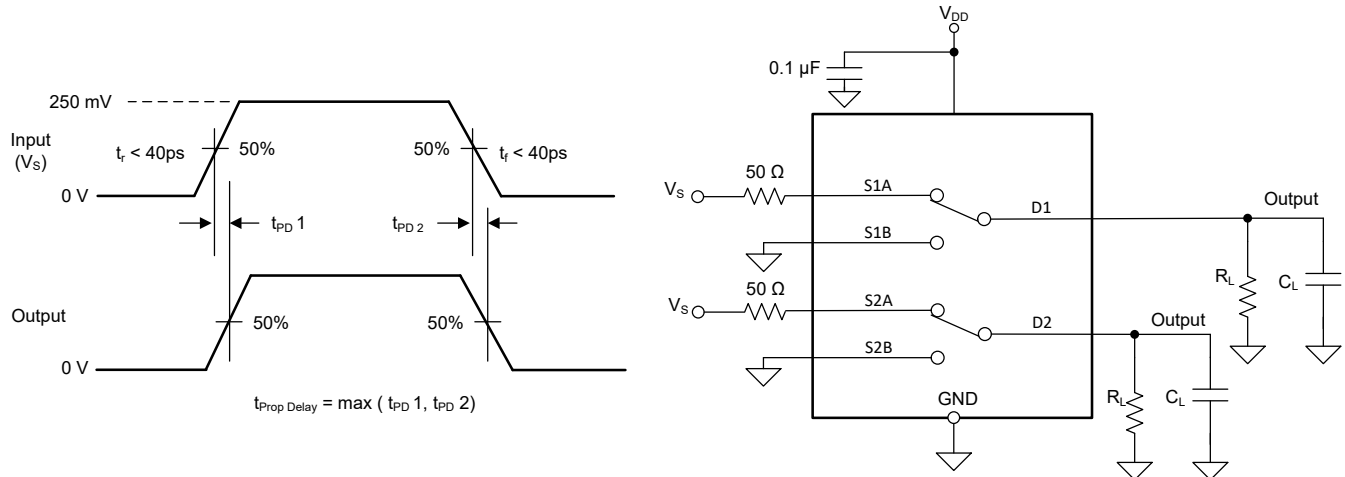 250 mV
Input
(VS)
tr < 40ps
50%
50%
tf < 40ps
0 V
tPD 1
tPD 2
Output
50%
50%
0 V
tProp Delay = max ( tPD 1, tPD 2)
VDD
0.1 µF
VS
50 Ω
S1A
D1
Output
S1B
RL
CL
VS
50 Ω
S2A
D2
Output
S2B
RL
CL
GND